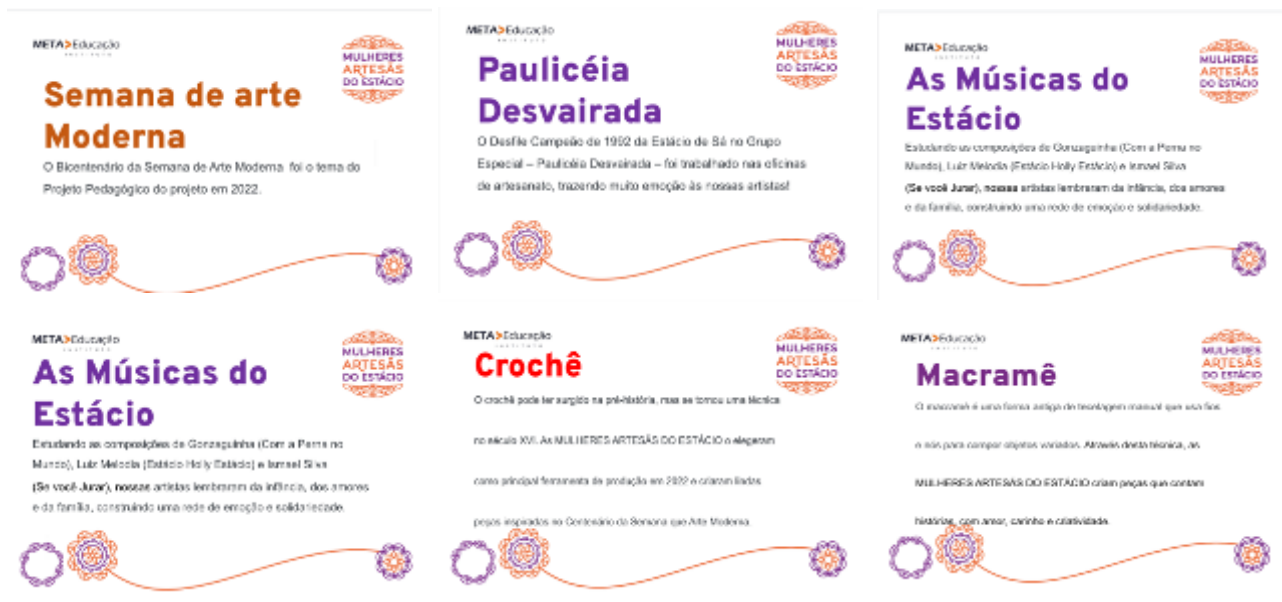 META>Educação
INSTITUTO
MULHERES
ARTESÃS
DO ESTÁCIO
Semana de arte
Moderna
O Bicentenário da Semana de Arte Moderna foi o tema do
Projeto Pedagógico do projeto em 2022.
META>Educação
INSTITUTO
MULHERES
ARTESÃS
DO ESTÁCIO
Paulicéia
Desvairada
O Desfile Campeão de 1992 da Estácio de Sá no Grupo
Especial – Paulicéia Desvairada – foi trabalhado nas oficinas
de artesanato, trazendo muito emoção às nossas artistas!
META>Educação
INSTITUTO
MULHERES
ARTESÃS
DO ESTÁCIO
As Músicas do
Estácio
Estudando as composições de Gonzaguinha (Com a Perna no
Mundo), Luiz Melodia (Estácio Holly Estácio) e Ismael Silva
(Se você Jurar), nossas artistas lembraram da infância, dos amores
e da família, construindo uma rede de emoção e solidariedade.
META>Educação
INSTITUTO
MULHERES
ARTESÃS
DO ESTÁCIO
As Músicas do
Estácio
Estudando as composições de Gonzaguinha (Com a Perna no
Mundo), Luiz Melodia (Estácio Holly Estácio) e Ismael Silva
(Se você Jurar), nossas artistas lembraram da infância, dos amores
e da família, construindo uma rede de emoção e solidariedade.
META>Educação
INSTITUTO
MULHERES
ARTESÃS
DO ESTÁCIO
Crochê
O crochê pode ter surgido na pré-história, mas se tornou uma técnica
no século XVI. As MULHERES ARTESÃS DO ESTÁCIO o elegeram
como principal ferramenta de produção em 2022 e criaram lindas
peças inspiradas no Centenário da Semana que Arte Moderna.
META>Educação
INSTITUTO
MULHERES
ARTESÃS
DO ESTÁCIO
Macramê
O macramê é uma forma antiga de tecelagem manual que usa fios
e nós para compor objetos variados. Através desta técnica, as
MULHERES ARTESÃS DO ESTÁCIO criam peças que contam
histórias, com amor, carinho e criatividade.